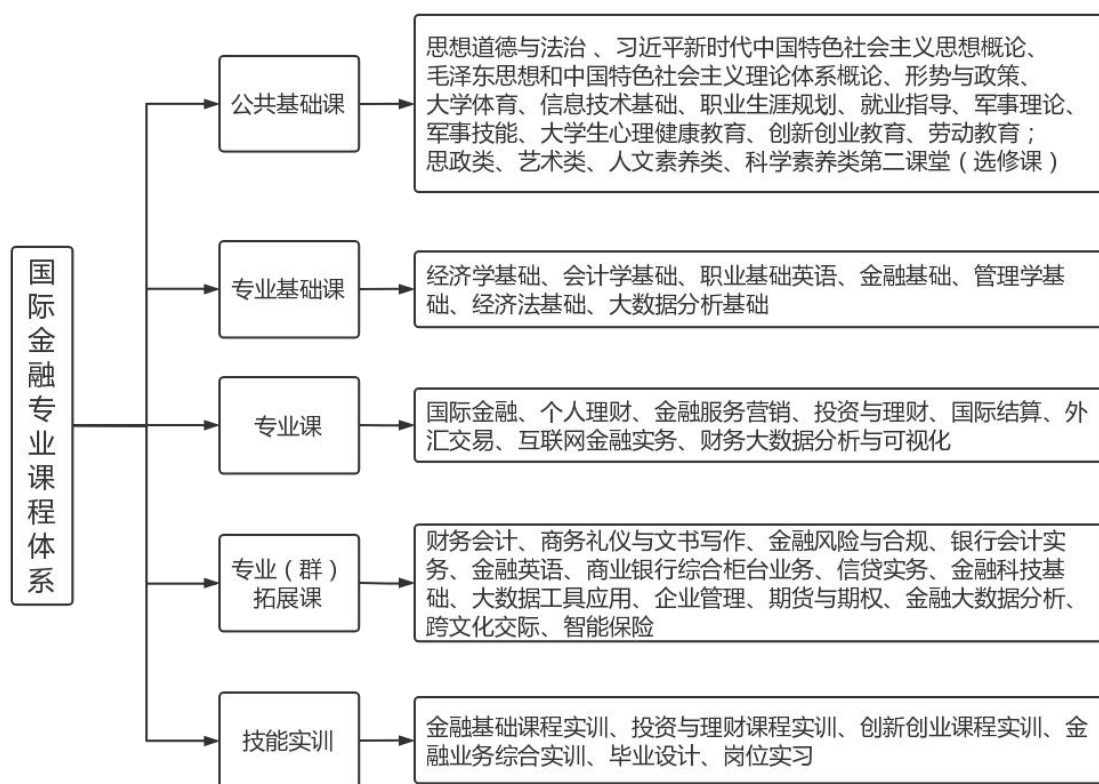 国际金融专业课程体系
公共基础课
思想道德与法治 、习近平新时代中国特色社会主义思想概论、
毛泽东思想和中国特色社会主义理论体系概论、形势与政策、
大学体育、信息技术基础、职业生涯规划、就业指导、军事理论、
军事技能、大学生心理健康教育、创新创业教育、劳动教育；
思政类、艺术类、人文素养类、科学素养类第二课堂（选修课）
专业基础课
经济学基础、会计学基础、职业基础英语、金融基础、管理学基
础、经济法基础、大数据分析基础
专业课
国际金融、个人理财、金融服务营销、投资与理财、国际结算、外
汇交易、互联网金融实务、财务大数据分析与可视化
专业（群）
拓展课
财务会计、商务礼仪与文书写作、金融风险与合规、银行会计实
务、金融英语、商业银行综合柜台业务、信贷实务、金融科技基
础、大数据工具应用、企业管理、期货与期权、金融大数据分析、
跨文化交际、智能保险
技能实训
金融基础课程实训、投资与理财课程实训、创新创业课程实训、金
融业务综合实训、毕业设计、岗位实习